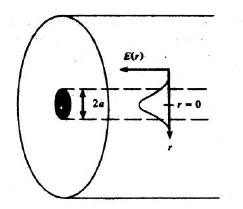 E(r)
2a
r = 0
r